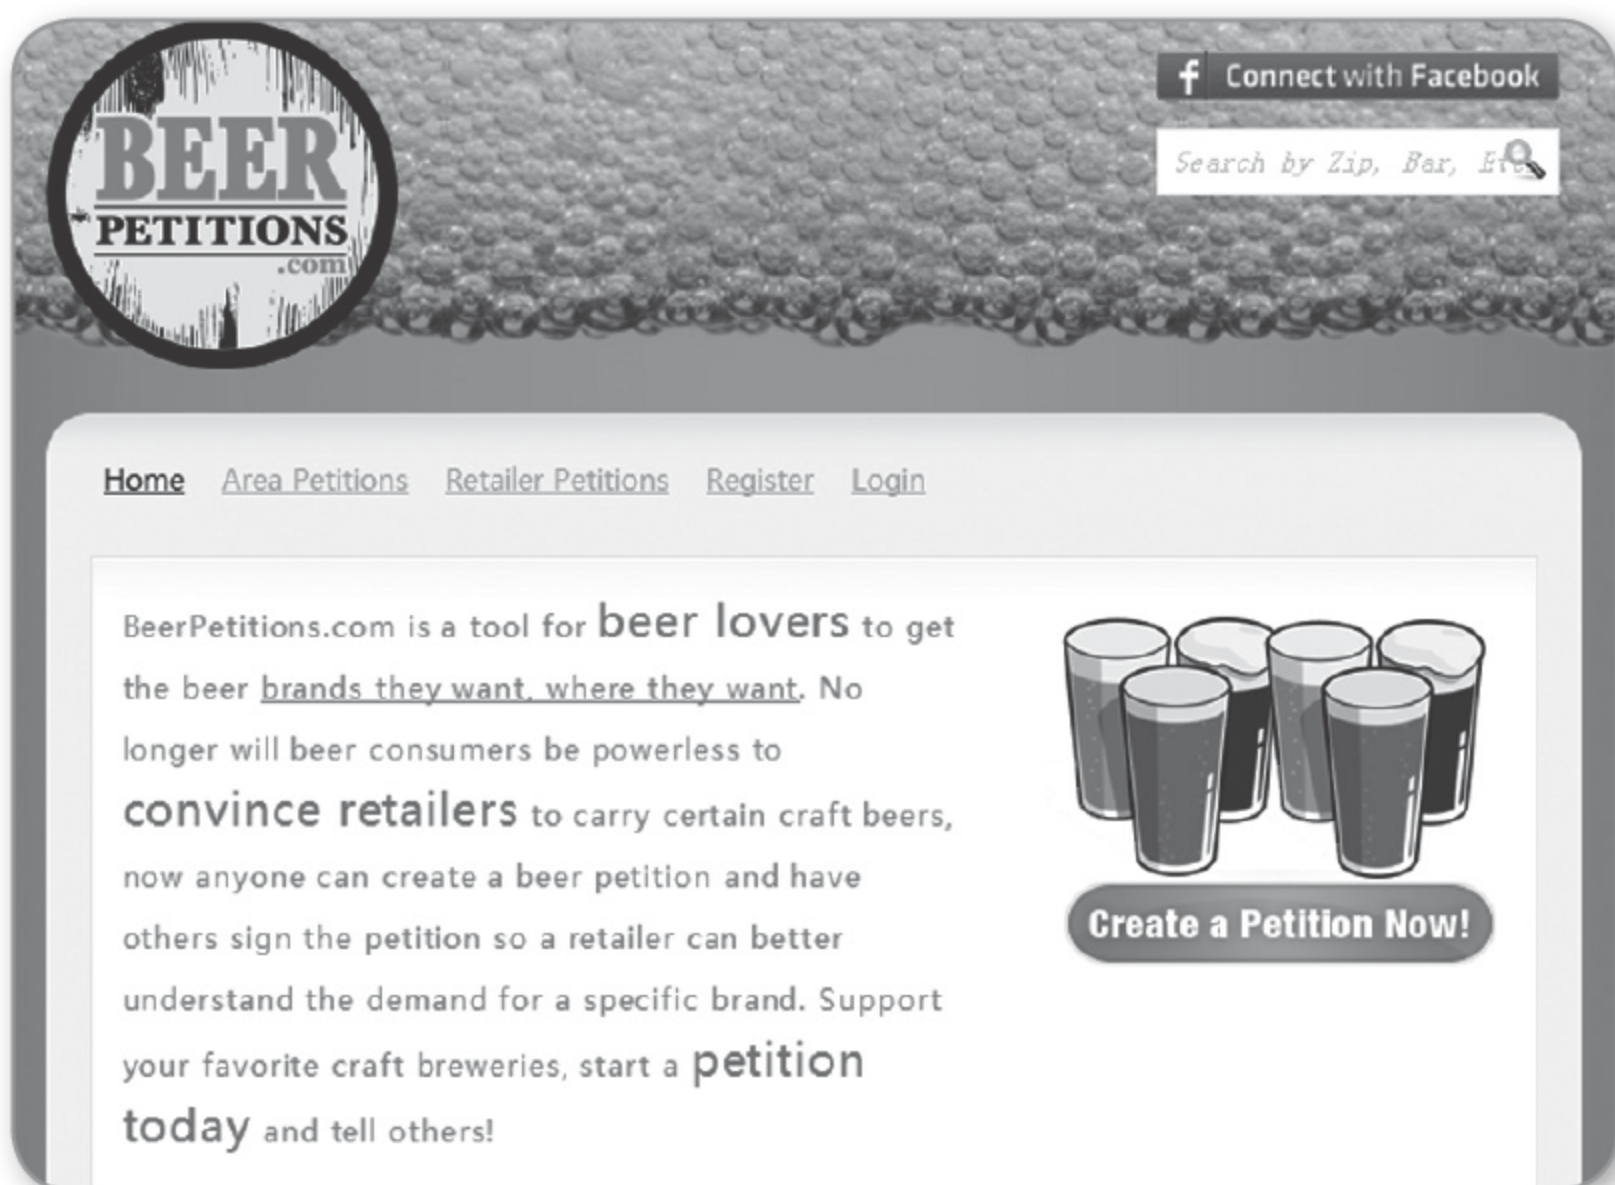 BEER
PETITIONS
.com
f Connect with Facebook
Search by Zip, Bar,
Home Area Petitions Retailer Petitions Register Login
BeerPetitions.com is a tool for beer lovers to get
the beer brands they want, where they want. No
longer will beer consumers be powerless to
convince retailers to carry certain craft beers,
now anyone can create a beer petition and have
others sign the petition so a retailer can better
understand the demand for a specific brand. Support
your favorite craft breweries, start a petition
today and tell others!
Create a Petition Now!